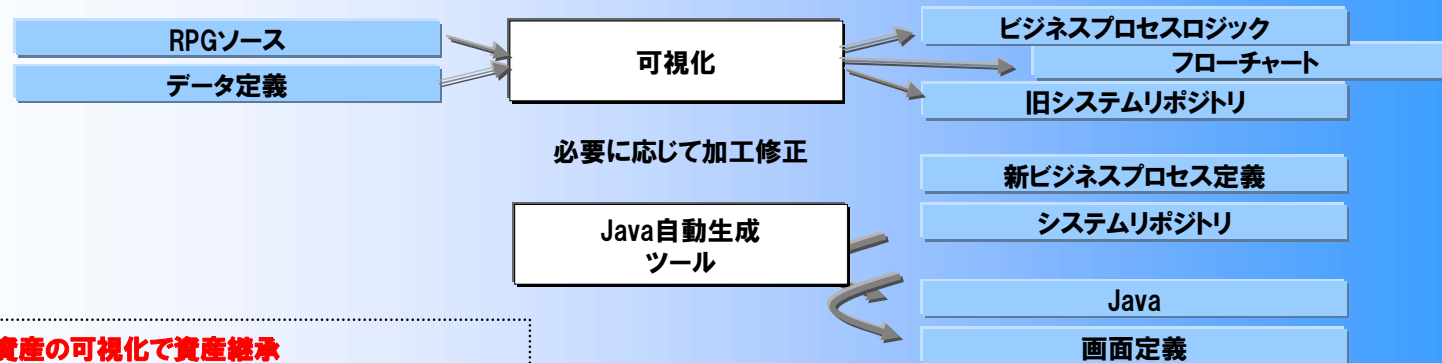 RPGソース
データ定義
可視化
ビジネスプロセスロジック
フローチャート
旧システムリポジトリ
必要に応じて加工修正
新ビジネスプロセス定義
システムリポジトリ
Java自動生成
ツール
Java
画面定義
資産の可視化で資産継承